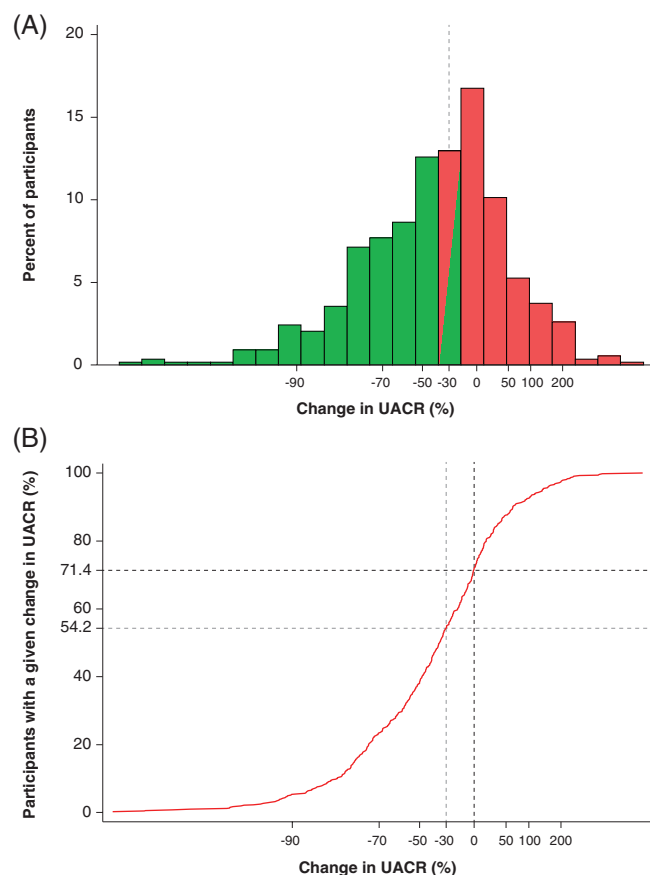 (A)
20
15
10
5
0
Percent of participants
-90 -70 -50 -30 0 50 100 200
Change in UACR (%)
(B)
100
80
71.4
60
54.2
40
20
0
Participants with a given change in UACR (%)
-90 -70 -50 -30 0 50 100 200
Change in UACR (%)